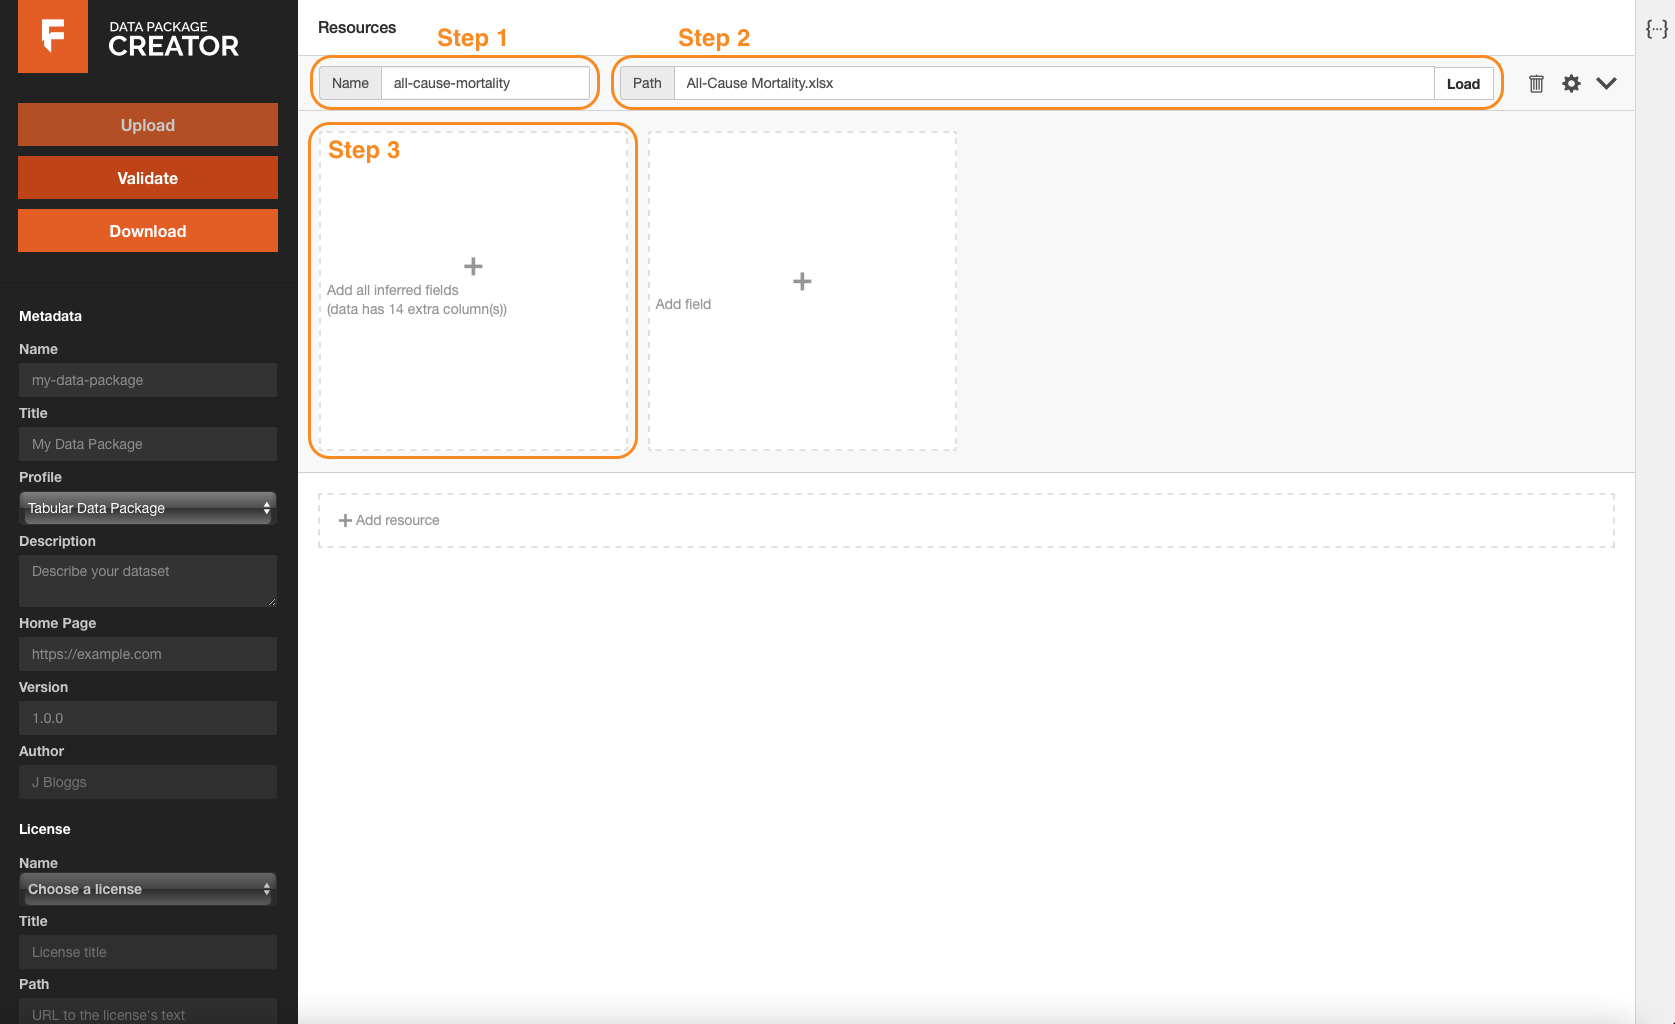 DATA PACKAGE
CREATOR
Upload
Validate
Download
Metadata
Name
my-data-package
Title
My Data Package
Profile
Tabular Data Package
Description
Describe your dataset
Home Page
https://example.com
Version
1.0.0
Author
J Bloggs
License
Name
Choose a license
Title
License title
Path
URL to the license's text
Resources
Step 1
Step 2
Name all-cause-mortality
Path All-Cause Mortality.xlsx Load
{...}
Step 3
+
Add all inferred fields
(data has 14 extra column(s))
+
Add field
+ Add resource